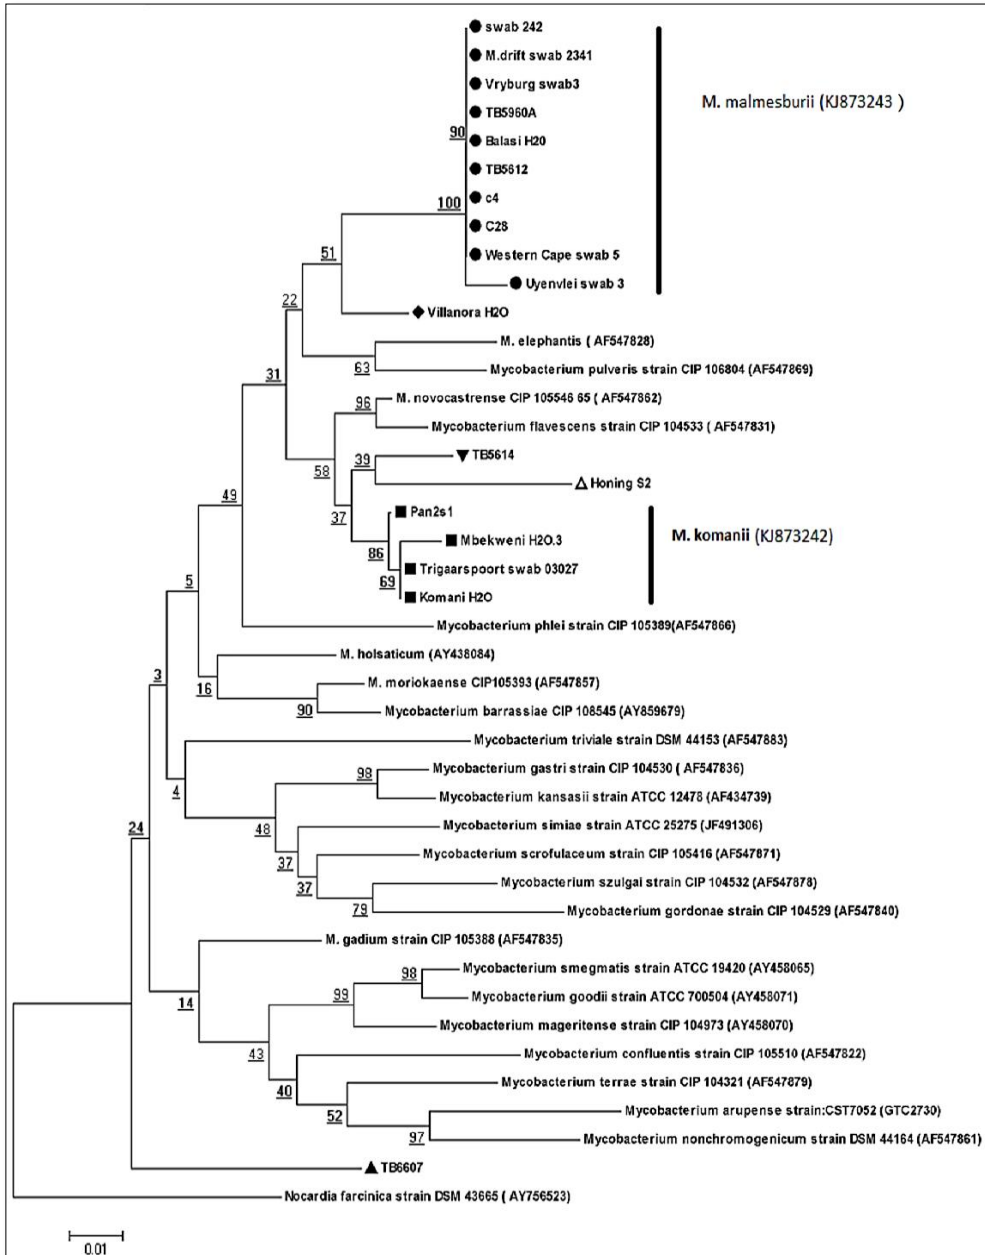 swab 242
M.drift swab 2341
Vryburg swab3
M. malmesburii (KJ873243 )
TB5960A
90
Balasi H20
TB5612
c4
100
C28
Western Cape swab 5
51
Uyenvlei swab 3
22
Villanora H2O
M. elephantis ( AF547828)
63
Mycobacterium pulveris strain CIP 106804 (AF547869)
31
96
M. novocastrense CIP 105546 65 ( AF547862)
Mycobacterium flavescens strain CIP 104533 ( AF547831)
58
39
TB5614
Honing S2
49
37
Pan2s1
M. komanii (KJ873242)
86
Mbekweni H2O.3
69
Trigaarspoort swab 03027
Komani H2O
5
Mycobacterium phlei strain CIP 105389(AF547866)
M. holsaticum (AY438084)
3
16
M. moriokaense CIP105393 (AF547857)
90
Mycobacterium barrassiae CIP 108545 (AY859679)
Mycobacterium triviale strain DSM 44153 (AF547883)
4
98
Mycobacterium gastri strain CIP 104530 ( AF547836)
Mycobacterium kansasii strain ATCC 12478 (AF434739)
24
48
Mycobacterium simiae strain ATCC 25275 (JF491306)
37
Mycobacterium scrofulaceum strain CIP 105416 (AF547871)
37
Mycobacterium szulgai strain CIP 104532 (AF547878)
79
Mycobacterium gordonae strain CIP 104529 (AF547840)
M. gadium strain CIP 105388 (AF547835)
14
98
Mycobacterium smegmatis strain ATCC 19420 (AY458065)
99
Mycobacterium goodii strain ATCC 700504 (AY458071)
Mycobacterium mageritense strain CIP 104973 (AY458070)
43
Mycobacterium confluentis strain CIP 105510 (AF547822)
40
Mycobacterium terrae strain CIP 104321 (AF547879)
52
Mycobacterium arupense strain:CST7052 (GTC2730)
97
Mycobacterium nonchromogenicum strain DSM 44164 (AF547861)
TB6607
Nocardia farcinica strain DSM 43665 ( AY756523)
0.01